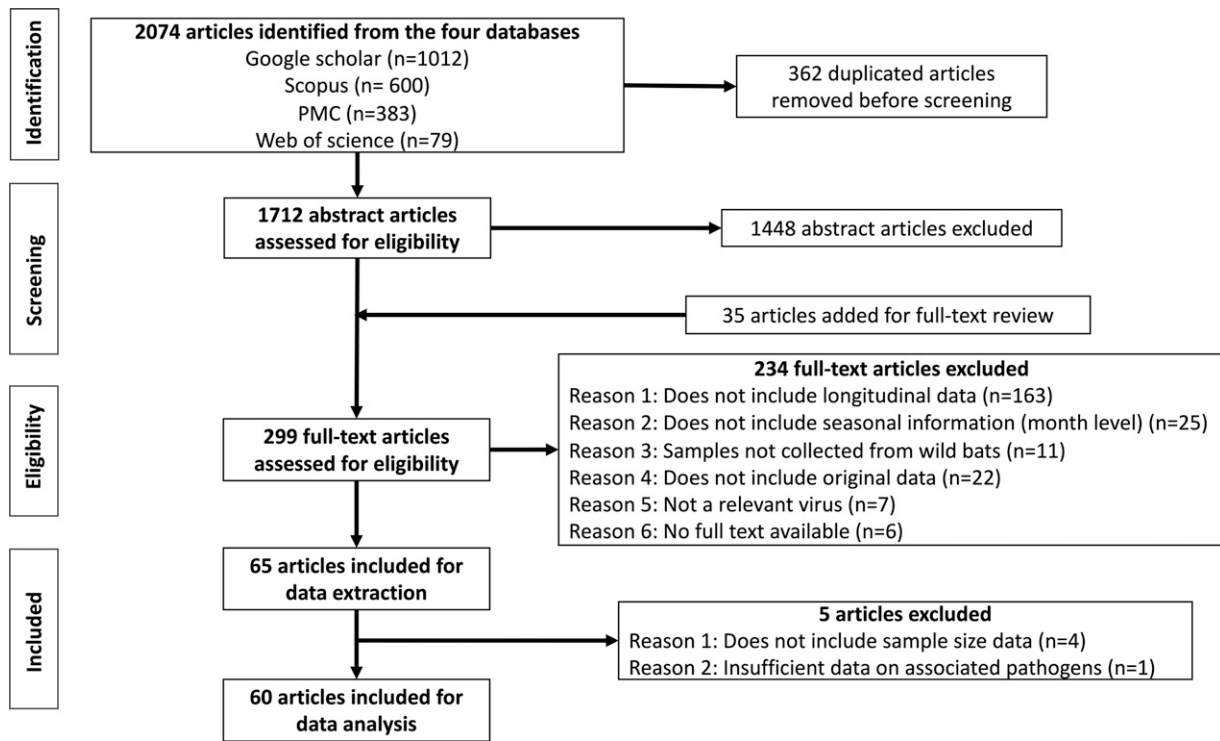 Identification
2074 articles identified from the four databases
Google scholar (n=1012)
Scopus (n= 600)
PMC (n=383)
Web of science (n=79)
362 duplicated articles
removed before screening
Screening
1712 abstract articles
assessed for eligibility
1448 abstract articles excluded
35 articles added for full-text review
Eligibility
299 full-text articles
assessed for eligibility
234 full-text articles excluded
Reason 1: Does not include longitudinal data (n=163)
Reason 2: Does not include seasonal information (month level) (n=25)
Reason 3: Samples not collected from wild bats (n=11)
Reason 4: Does not include original data (n=22)
Reason 5: Not a relevant virus (n=7)
Reason 6: No full text available (n=6)
Included
65 articles included for
data extraction
5 articles excluded
Reason 1: Does not include sample size data (n=4)
Reason 2: Insufficient data on associated pathogens (n=1)
60 articles included for
data analysis